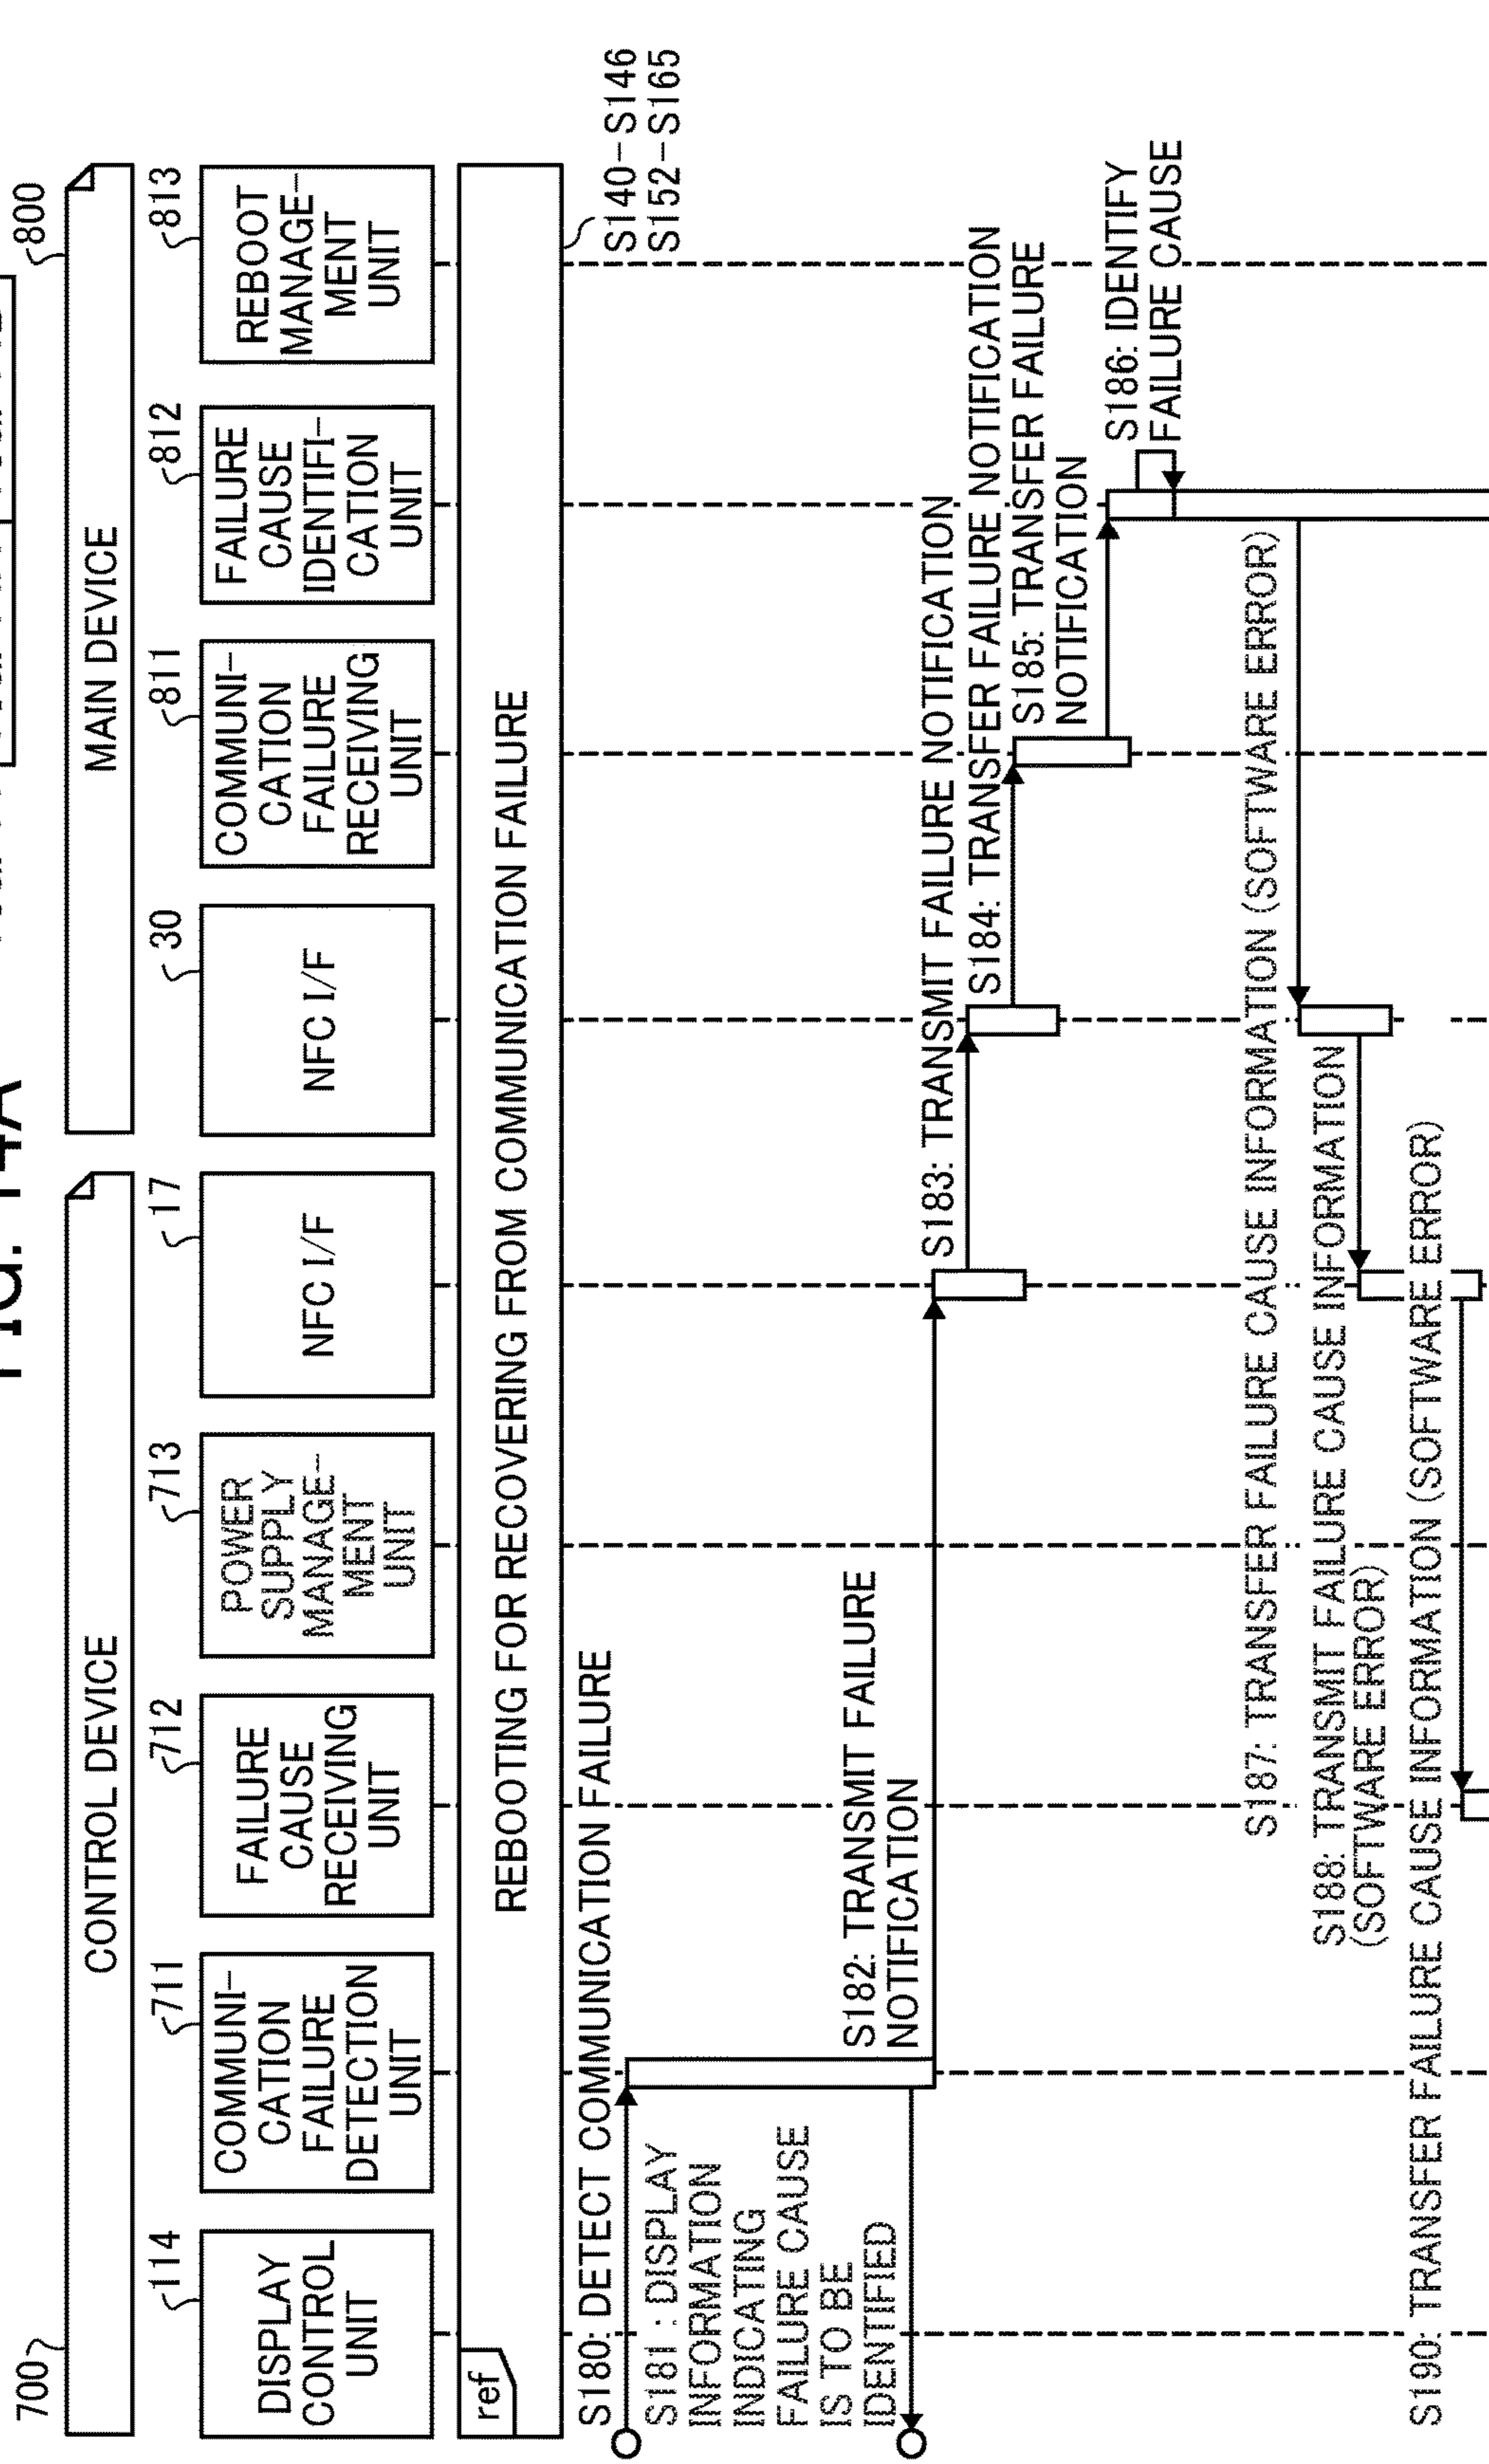 FIG. 14A
700
CONTROL DEVICE
800
MAIN DEVICE
114
DISPLAY
CONTROL
UNIT
711
COMMUNI-
CATION
FAILURE
DETECTION
UNIT
712
FAILURE
CAUSE
RECEIVING
UNIT
713
POWER
SUPPLY
MANAGE-
MENT
UNIT
17
NFC I/F
30
NFC I/F
811
COMMUNI-
CATION
FAILURE
RECEIVING
UNIT
812
FAILURE
CAUSE
IDENTIFI-
CATION
UNIT
813
REBOOT
MANAGE-
MENT
UNIT
ref
REBOOTING FOR RECOVERING FROM COMMUNICATION FAILURE
S140-S146
S152-S165
S180: DETECT COMMUNICATION FAILURE
S181 : DISPLAY
INFORMATION
INDICATING
FAILURE CAUSE
IS TO BE
IDENTIFIED
S182: TRANSMIT FAILURE
NOTIFICATION
S183: TRANSMIT FAILURE NOTIFICATION
S184: TRANSFER FAILURE NOTIFICATION
S185: TRANSFER FAILURE
NOTIFICATION
S186: IDENTIFY
FAILURE CAUSE
S187: TRANSFER FAILURE CAUSE INFORMATION (SOFTWARE ERROR)
S188: TRANSMIT FAILURE CAUSE INFORMATION
(SOFTWARE ERROR)
S190: TRANSFER FAILURE CAUSE INFORMATION (SOFTWARE ERROR)